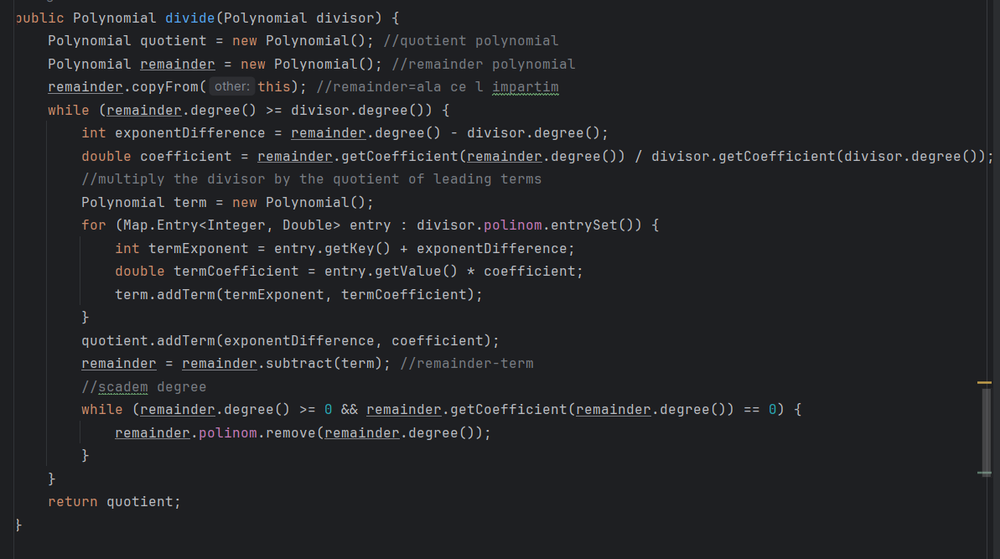 public Polynomial divide(Polynomial divisor) {
    Polynomial quotient = new Polynomial(); //quotient polynomial
    Polynomial remainder = new Polynomial(); //remainder polynomial
    remainder.copyFrom( other: this); //remainder=ala ce l impartim
    while (remainder.degree() >= divisor.degree()) {
        int exponentDifference = remainder.degree() - divisor.degree();
        double coefficient = remainder.getCoefficient(remainder.degree()) / divisor.getCoefficient(divisor.degree());
        //multiply the divisor by the quotient of leading terms
        Polynomial term = new Polynomial();
        for (Map.Entry<Integer, Double> entry : divisor.polinom.entrySet()) {
            int termExponent = entry.getKey() + exponentDifference;
            double termCoefficient = entry.getValue() * coefficient;
            term.addTerm(termExponent, termCoefficient);
        }
        quotient.addTerm(exponentDifference, coefficient);
        remainder = remainder.subtract(term); //remainder-term
        //scadem degree
        while (remainder.degree() >= 0 && remainder.getCoefficient(remainder.degree()) == 0) {
            remainder.polinom.remove(remainder.degree());
        }
    }
    return quotient;
}